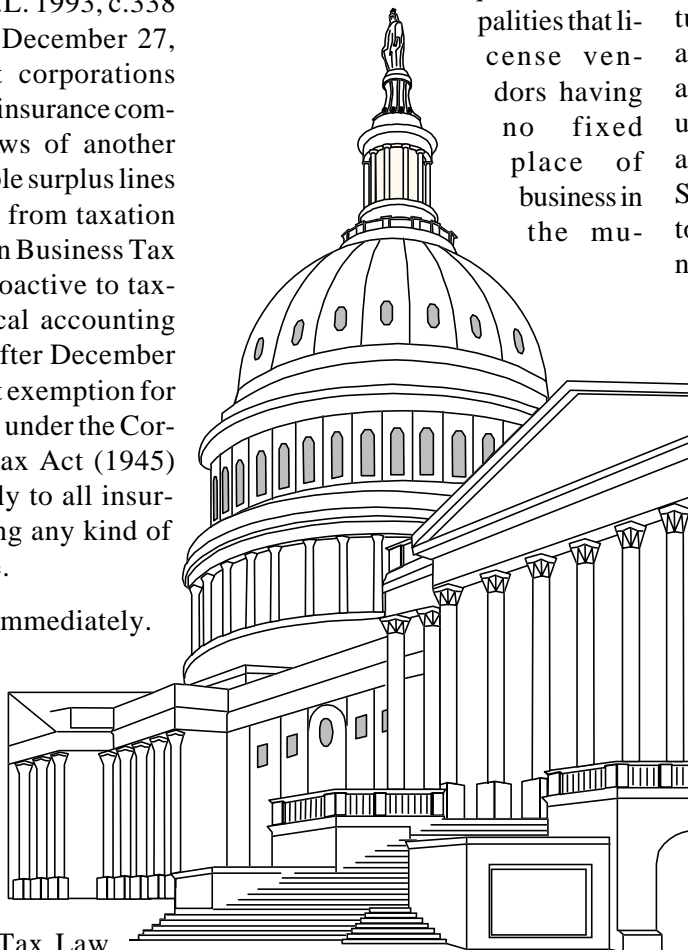 .L. 1993, c.338
December 27,
corporations
insurance com-
ws of another
le surplus lines
from taxation
n Business Tax
oactive to tax-
cal accounting
fter December
exemption for
under the Cor-
ax Act (1945)
ly to all insur-
ng any kind of
mmediately.
Tax Law
palities that li-
cense ven-
dors having
no fixed
place of
business in
the mu-